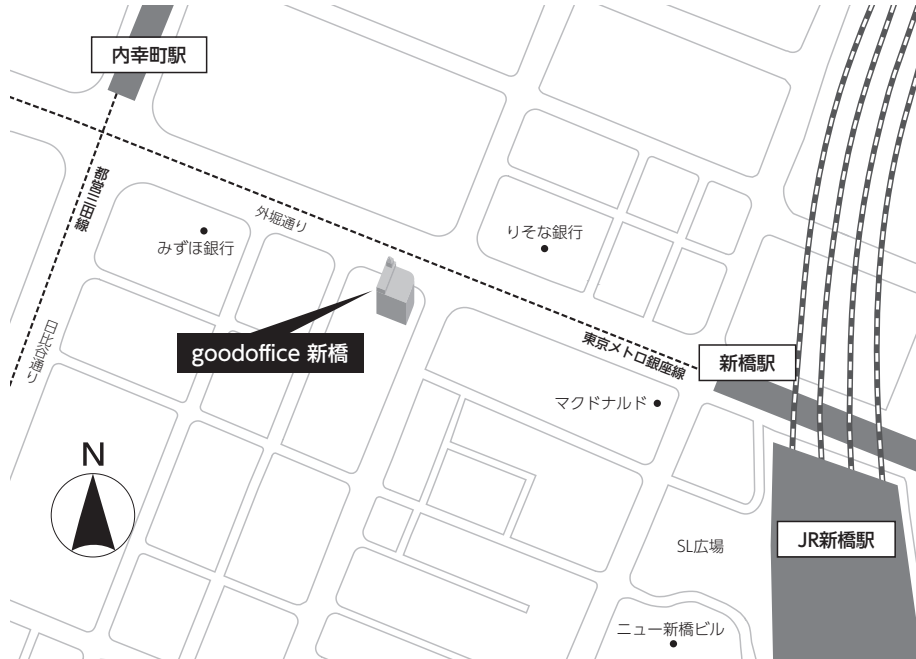 内幸町駅
都営三田線
外堀通り
みずほ銀行
りそな銀行
日比谷通り
goodoffice 新橋
東京メトロ銀座線
新橋駅
マクドナルド
N
SL広場
JR新橋駅
ニュー新橋ビル